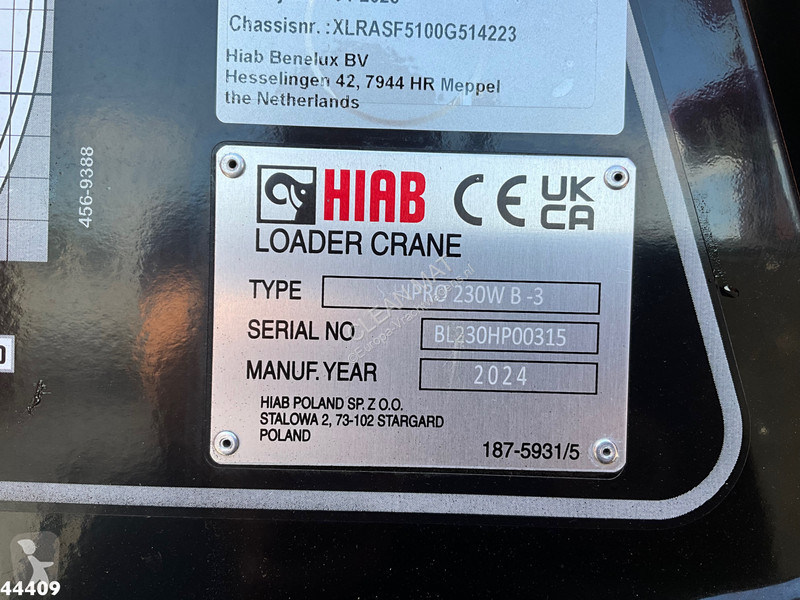 Chassisnr. :XLRASF5100G514223
Hiab Benelux BV
Hesselingen 42, 7944 HR Meppel
the Netherlands
456-9388
HIAB CE UK
CA
LOADER CRANE
TYPE HIPRO 230W B -3
SERIAL NO BL230HP00315
MANUF. YEAR 2024
HIAB POLAND SP. Z O.O.
STALOWA 2, 73-102 STARGARD
POLAND
187-5931/5
44409